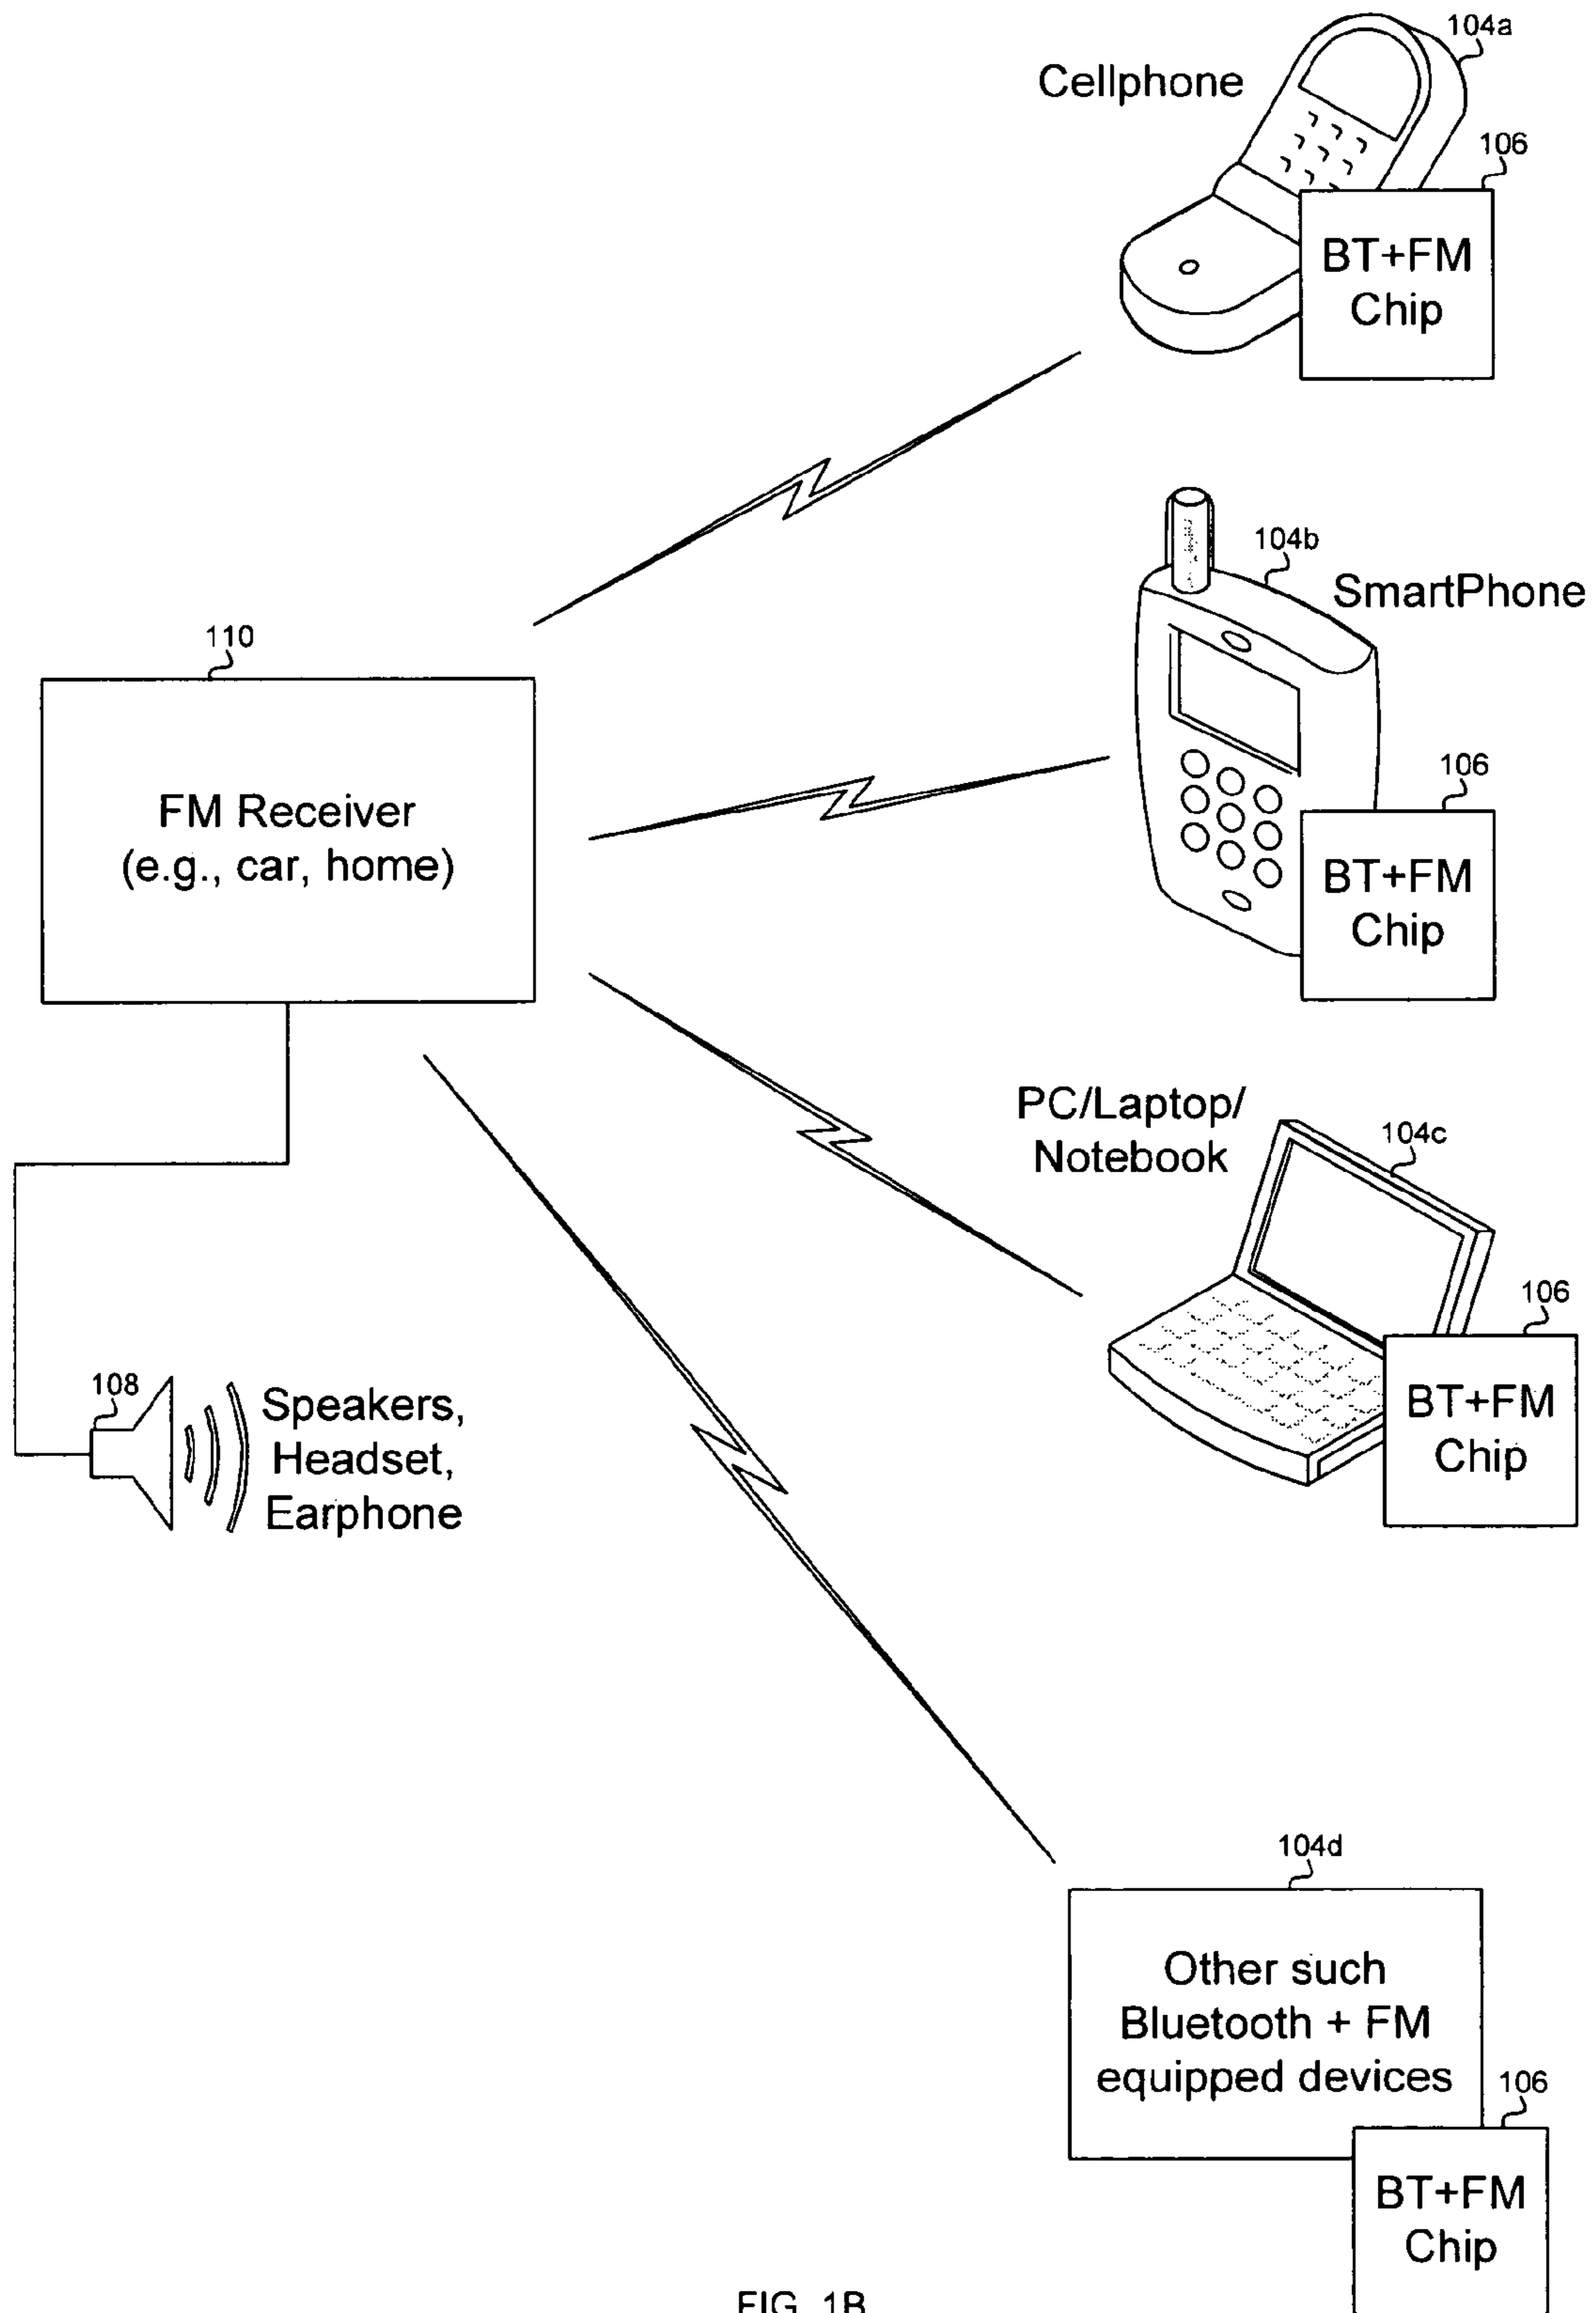 104a
Cellphone
106
BT+FM
Chip
104b
SmartPhone
110
FM Receiver
(e.g., car, home)
106
BT+FM
Chip
PC/Laptop/
Notebook
104c
106
BT+FM
Chip
108
Speakers,
Headset,
Earphone
104d
Other such
Bluetooth + FM
equipped devices
106
BT+FM
Chip
FIG. 1B